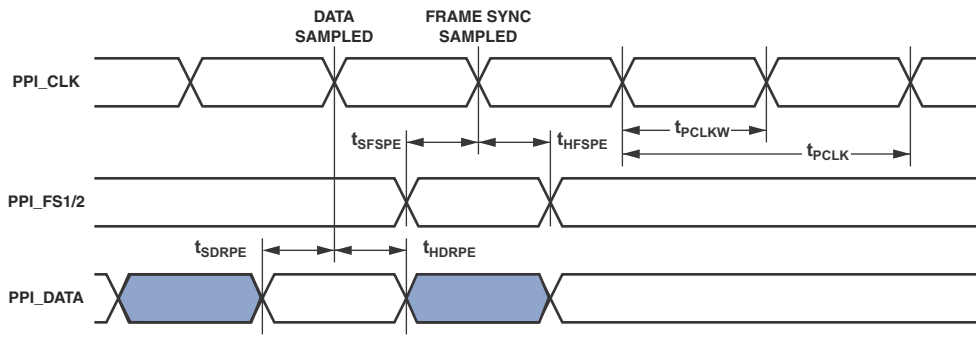 DATA
SAMPLED
FRAME SYNC
SAMPLED
PPI_CLK
tPCLKW
tSFSPE
tHFSPE
tPCLK
PPI_FS1/2
tSDRPE
tHDRPE
PPI_DATA